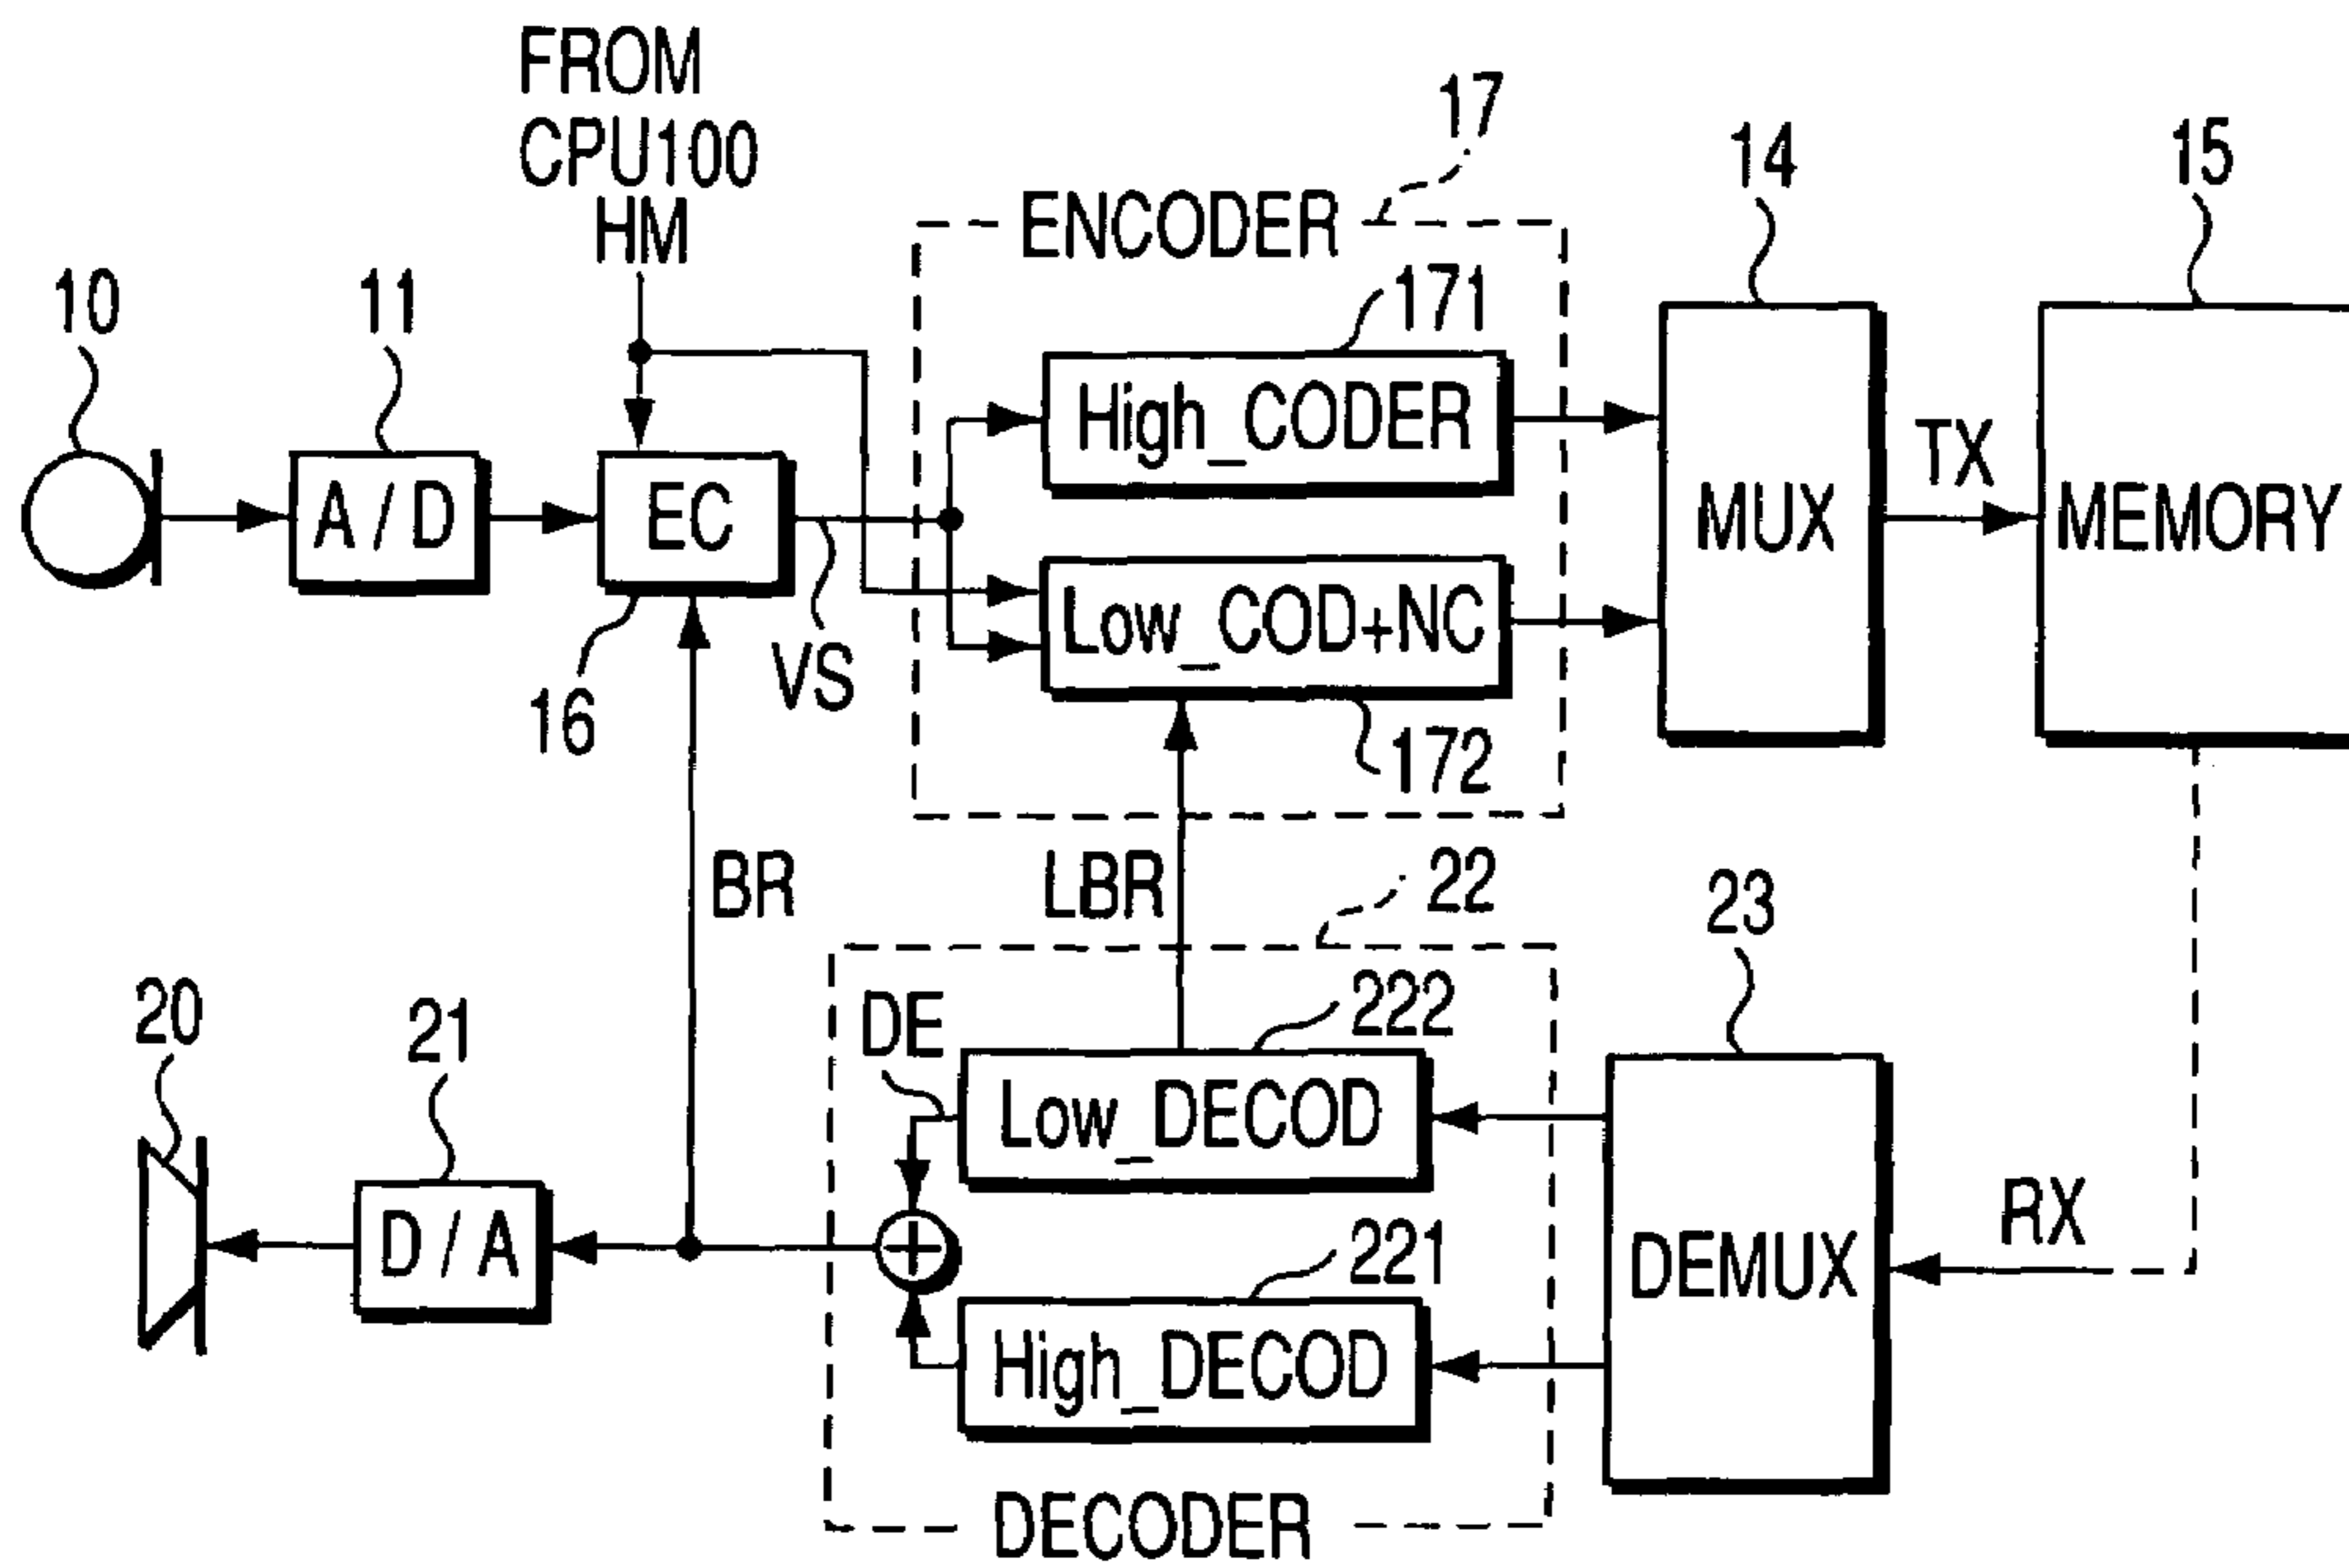 FROM
CPU100
HM
17
14
15
ENCODER
10
11
171
High_CODER
TX
A/D
EC
MUX
MEMORY
Low_COD+NC
VS
16
172
BR
LBR
22
23
20
21
DE
222
Low_DECOD
RX
D/A
221
DEMUX
High_DECOD
DECODER